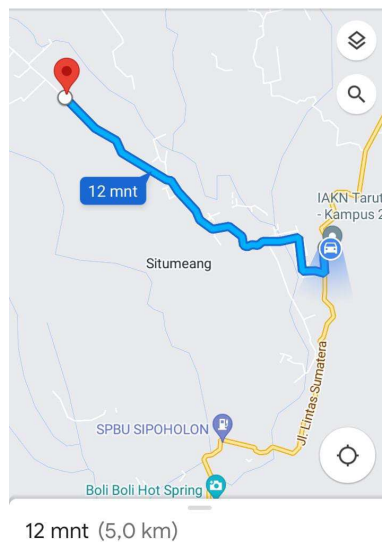 12 mnt
IAKN Tarut
- Kampus 2
Situmeang
SPBU SIPOHOLON
Jl. Lintas Sumatera
Boli Boli Hot Spring
12 mnt (5,0 km)